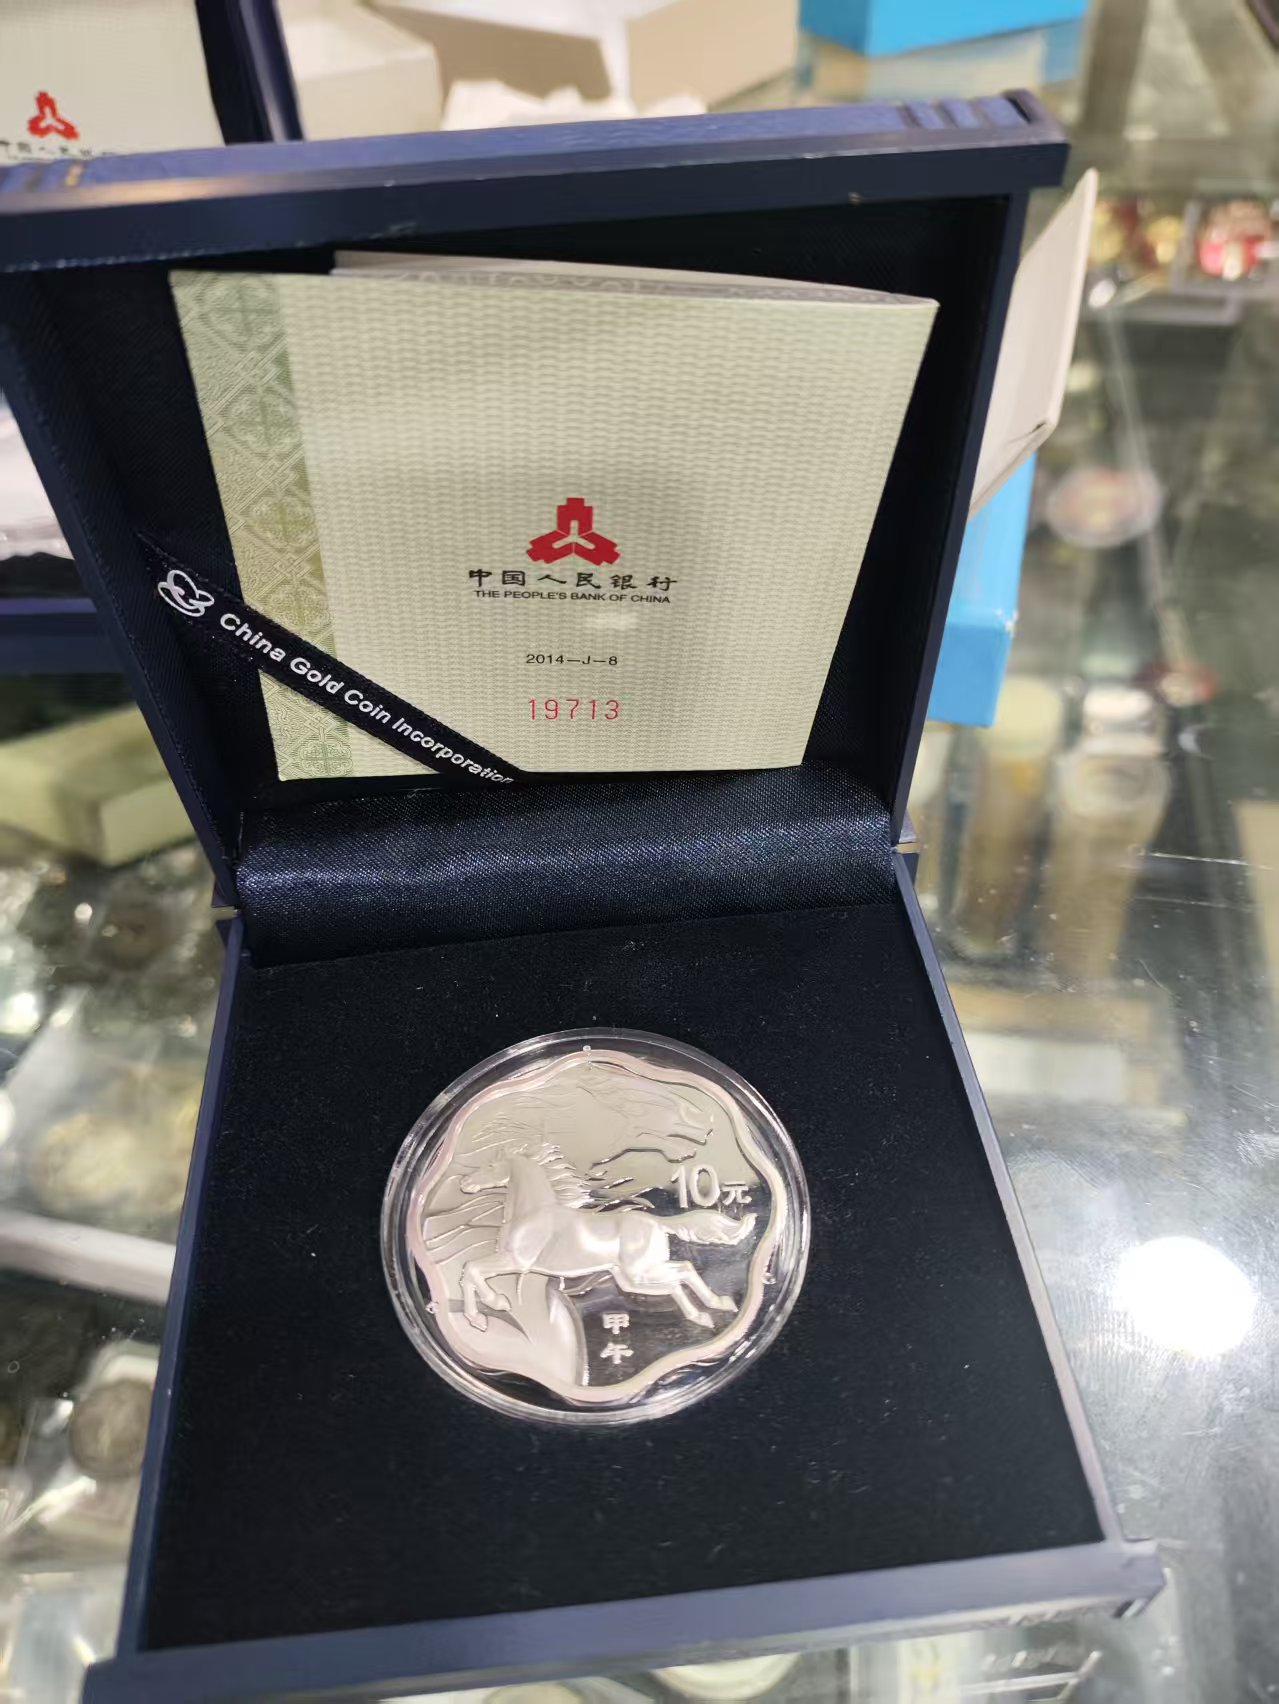 中国人民银行
THE PEOPLE'S BANK OF CHINA
2014-J-8
19713
China Gold Coin Incorporation
10元
甲
午